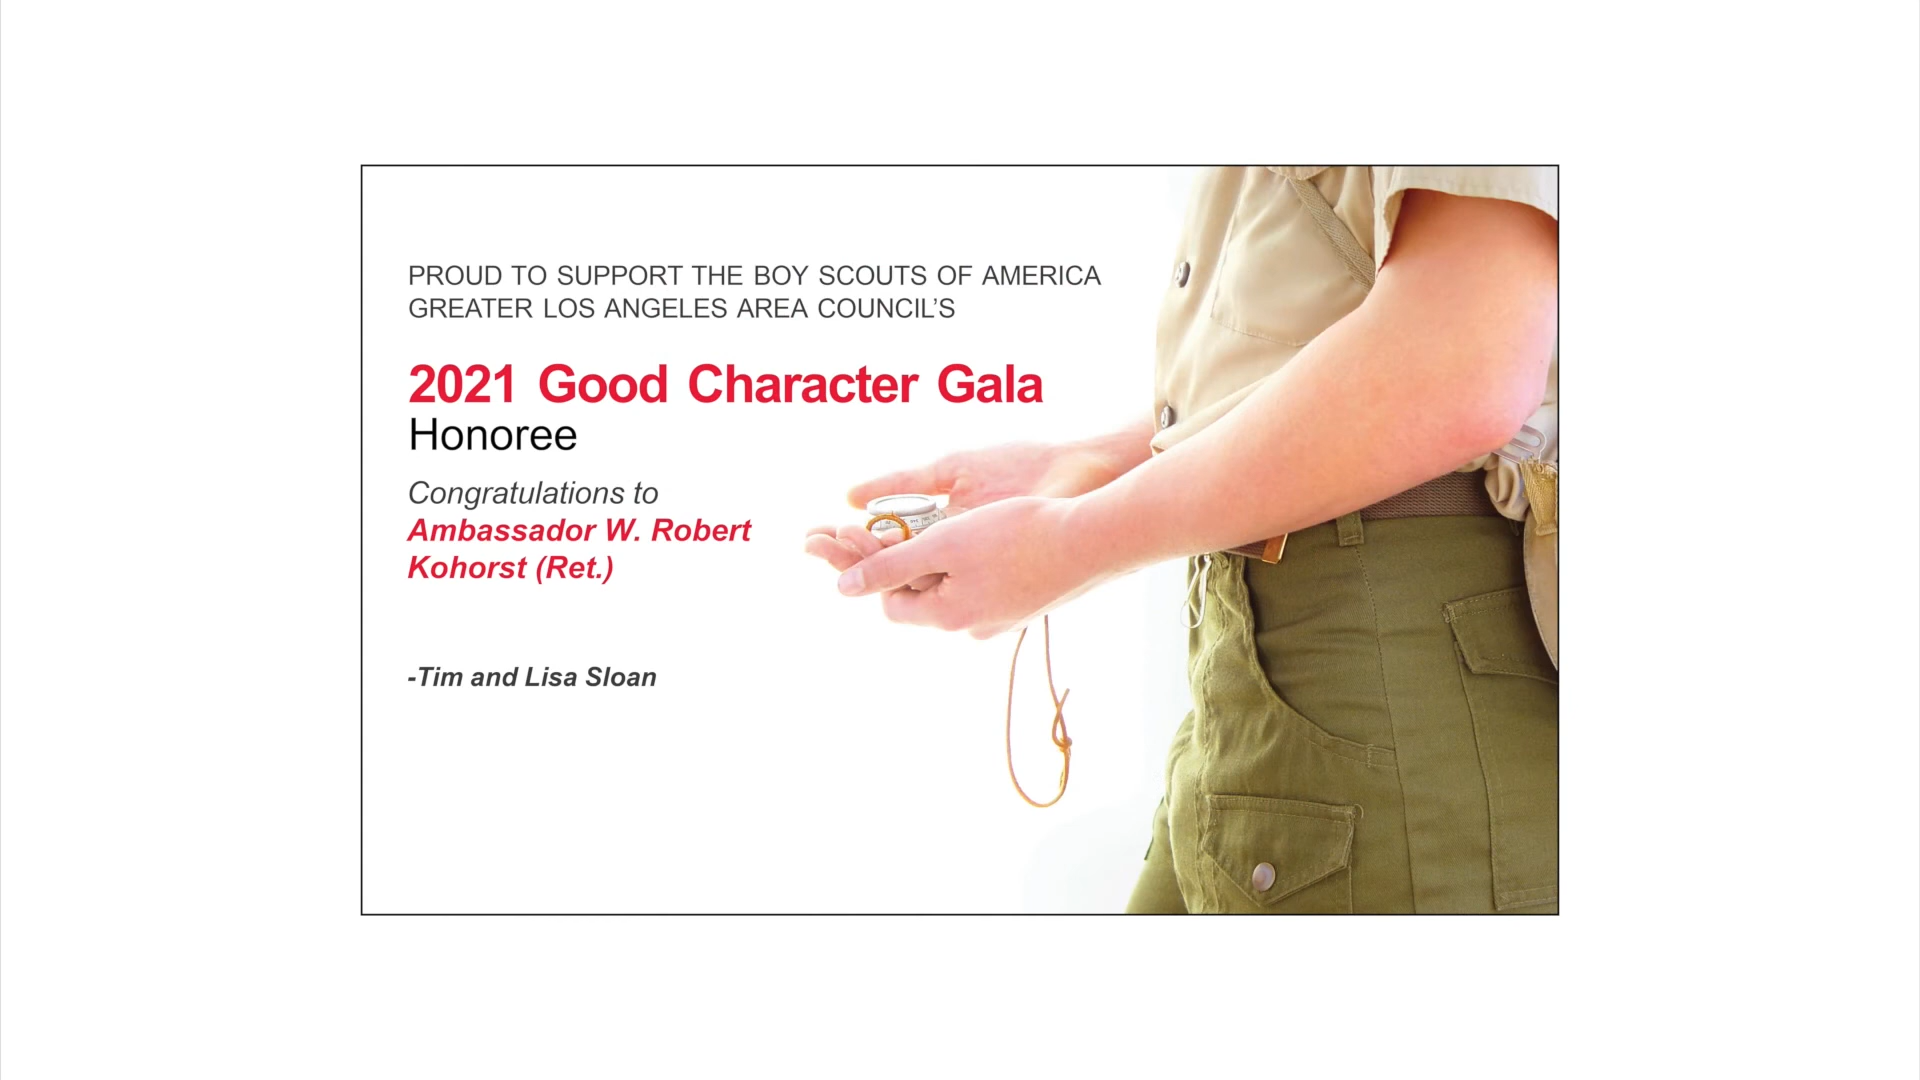 PROUD TO SUPPORT THE BOY SCOUTS OF AMERICA
GREATER LOS ANGELES AREA COUNCIL’S
2021 Good Character Gala
Honoree
Congratulations to
Ambassador W. Robert
Kohorst (Ret.)
-Tim and Lisa Sloan